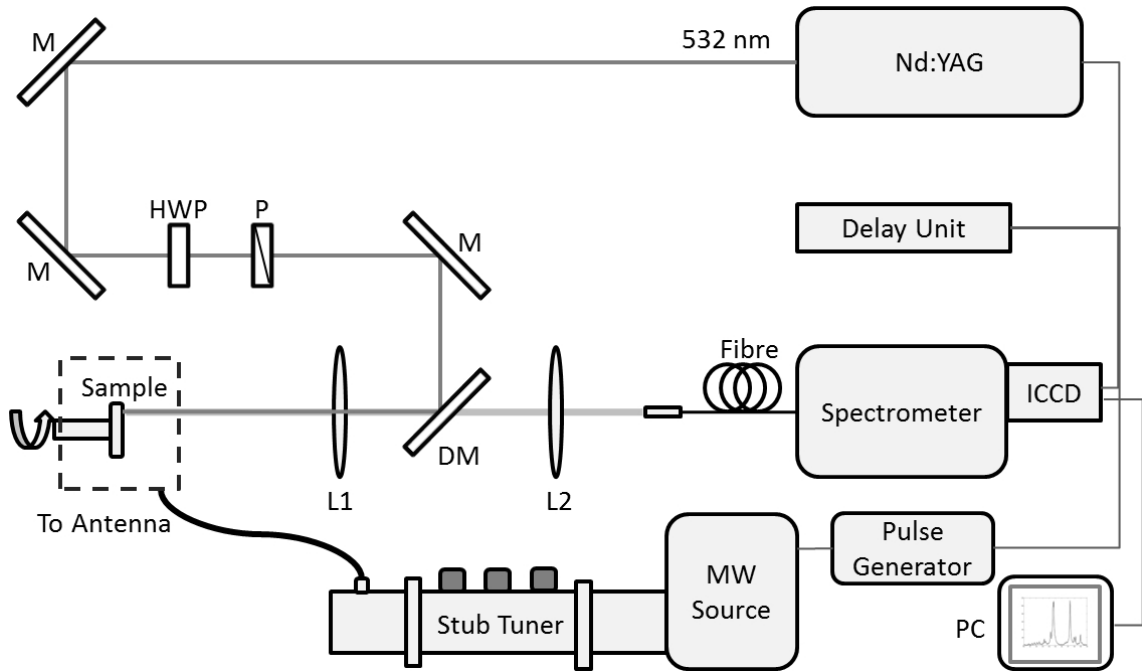 M
532 nm
Nd:YAG
HWP
P
M
M
Delay Unit
Sample
Fibre
Spectrometer
ICCD
DM
L1
L2
To Antenna
Pulse
Generator
MW
Source
Stub Tuner
PC